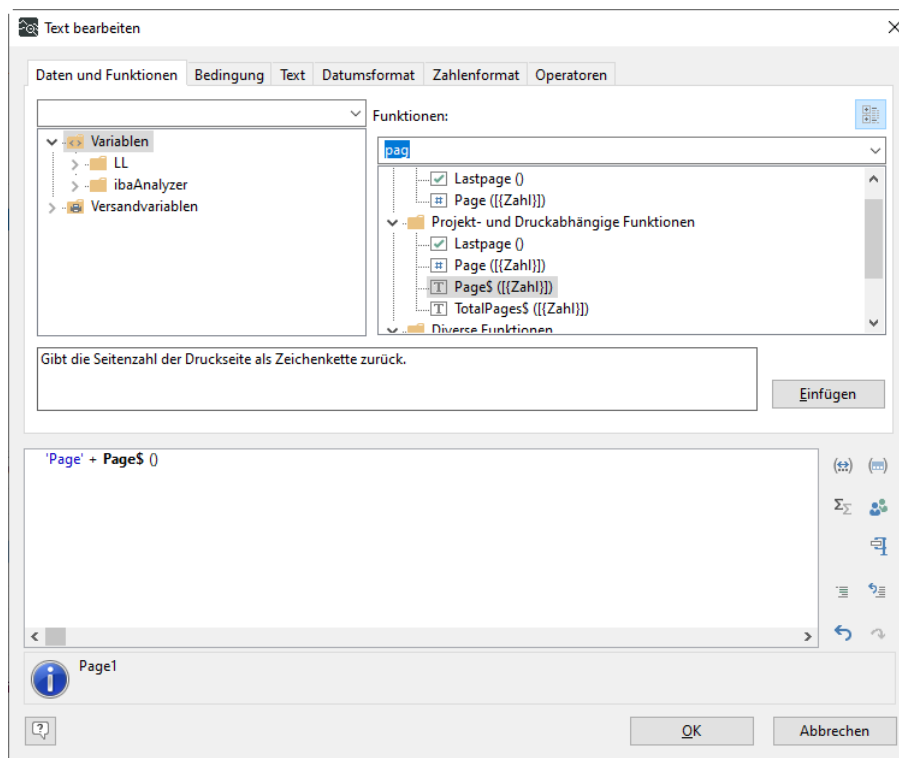 Text bearbeiten
Daten und Funktionen Bedingung Text Datumsformat Zahlenformat Operatoren
Funktionen:
Variablen
LL
ibaAnalyzer
Versandvariablen
pag
Lastpage ()
Page ([{Zahl}])
Projekt- und Druckabhängige Funktionen
Lastpage ()
Page ([{Zahl}])
Page$ ([{Zahl}])
TotalPages$ ([{Zahl}])
Diverse Funktionen
Gibt die Seitenzahl der Druckseite als Zeichenkette zurück.
Einfügen
'Page' + Page$ ()
Page1
OK Abbrechen